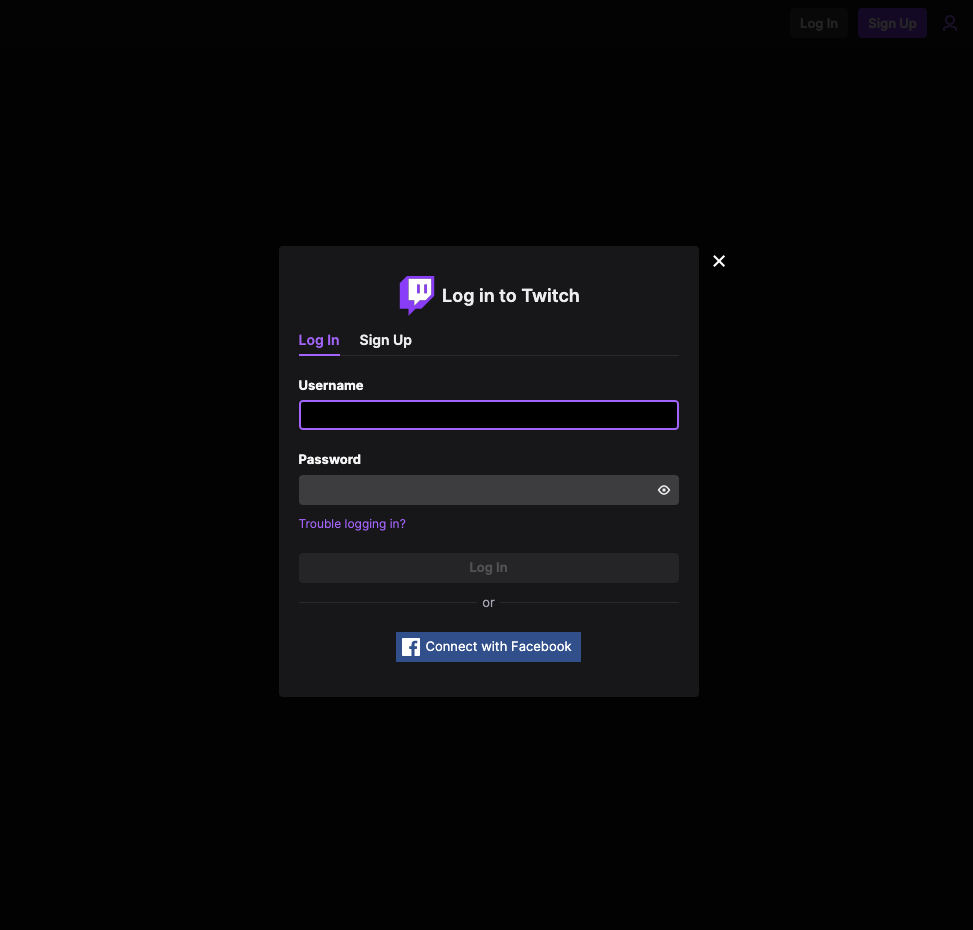 Log In Sign Up
Log in to Twitch
Log In Sign Up
Username
Password
Trouble logging in?
Log In
or
Connect with Facebook